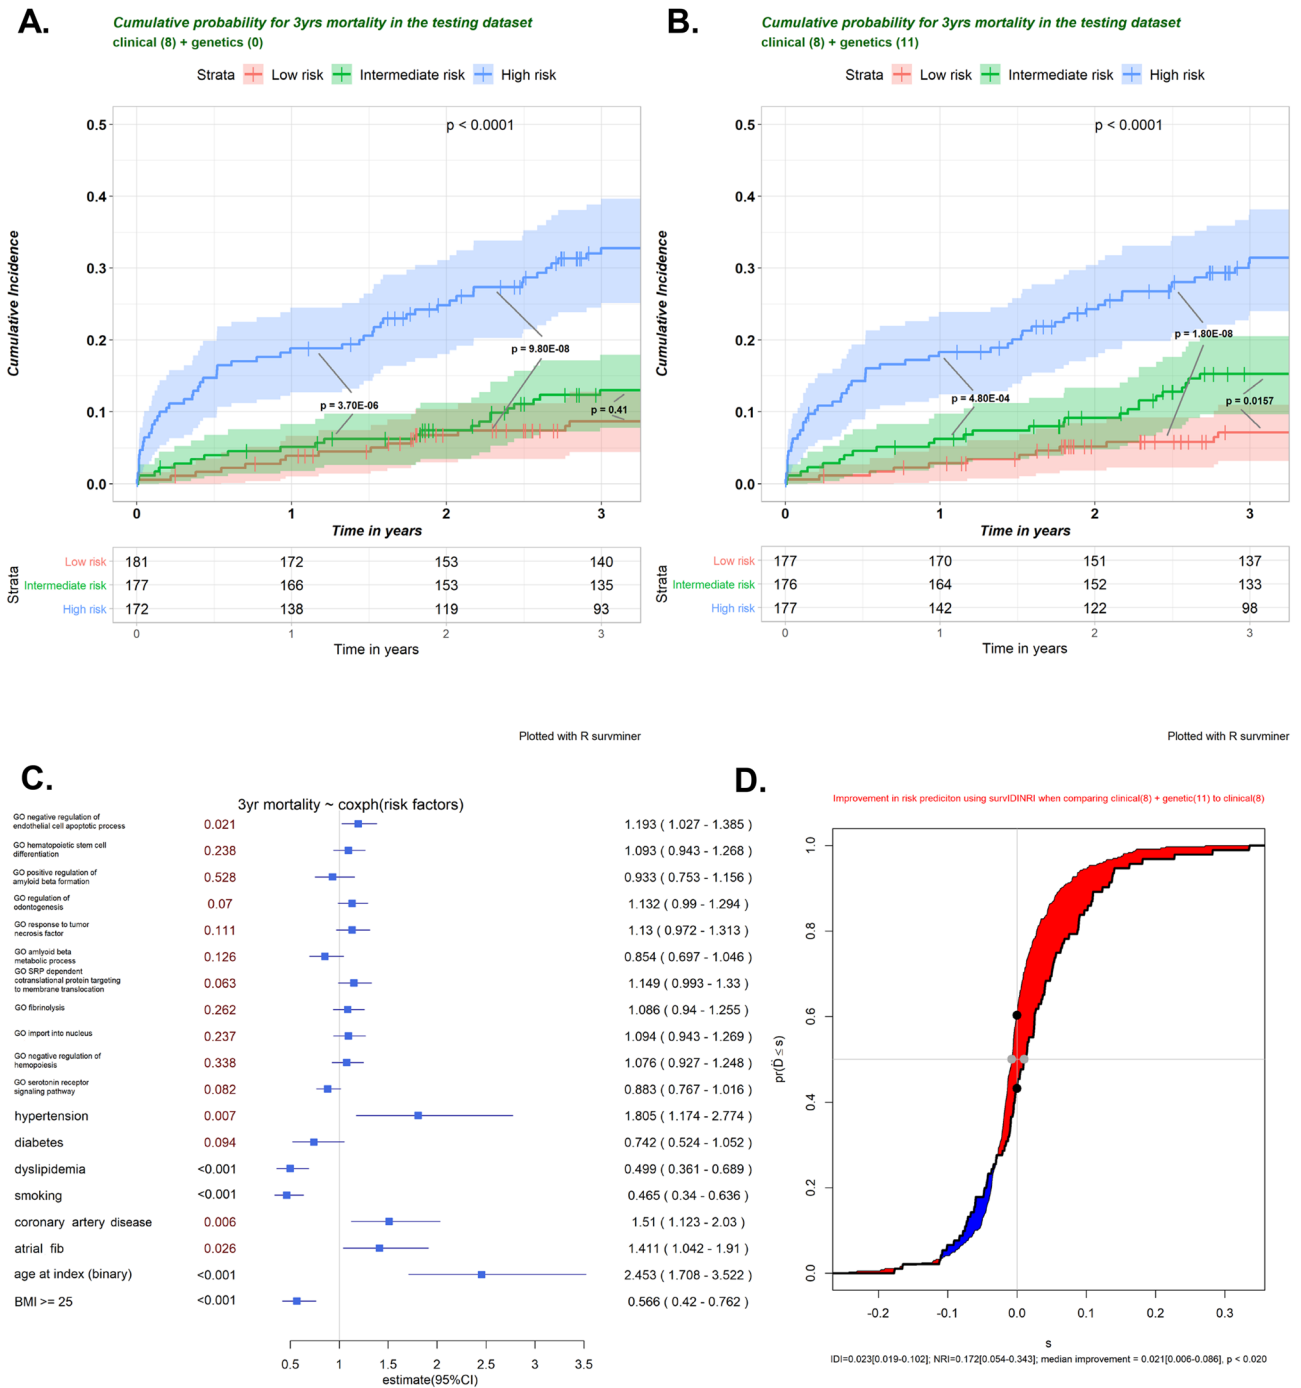 A.
Cumulative probability for 3yrs mortality in the testing dataset
clinical (8) + genetics (0)
Strata Low risk Intermediate risk High risk
Cumulative Incidence
0.5
0.4
0.3
0.2
0.1
0.0
p < 0.0001
p = 9.80E-08
p = 3.70E-06
p = 0.41
0 1 2 3
Time in years
Strata
Low risk 181 172 153 140
Intermediate risk 177 166 153 135
High risk 172 138 119 93
0 1 2 3
Time in years
Plotted with R survminer
B.
Cumulative probability for 3yrs mortality in the testing dataset
clinical (8) + genetics (11)
Strata Low risk Intermediate risk High risk
Cumulative Incidence
0.5
0.4
0.3
0.2
0.1
0.0
p < 0.0001
p = 1.80E-08
p = 4.80E-04
p = 0.0157
0 1 2 3
Time in years
Strata
Low risk 177 170 151 137
Intermediate risk 176 164 152 133
High risk 177 142 122 98
0 1 2 3
Time in years
Plotted with R survminer
C.
3yr mortality ~ coxph(risk factors)
GO negative regulation of
endothelial cell apoptotic process 0.021 1.193 ( 1.027 - 1.385 )
GO hematopoietic stem cell
differentiation 0.238 1.093 ( 0.943 - 1.268 )
GO positive regulation of
amyloid beta formation 0.528 0.933 ( 0.753 - 1.156 )
GO regulation of
odontogenesis 0.07 1.132 ( 0.99 - 1.294 )
GO response to tumor
necrosis factor 0.111 1.13 ( 0.972 - 1.313 )
GO amlyoid beta
metabolic process 0.126 0.854 ( 0.697 - 1.046 )
GO SRP dependent
cotranslational protein targeting
to membrane translocation 0.063 1.149 ( 0.993 - 1.33 )
GO fibrinolysis 0.262 1.086 ( 0.94 - 1.255 )
GO import into nucleus 0.237 1.094 ( 0.943 - 1.269 )
GO negative regulation of
hemopoiesis 0.338 1.076 ( 0.927 - 1.248 )
GO serotonin receptor
signaling pathway 0.082 0.883 ( 0.767 - 1.016 )
hypertension 0.007 1.805 ( 1.174 - 2.774 )
diabetes 0.094 0.742 ( 0.524 - 1.052 )
dyslipidemia <0.001 0.499 ( 0.361 - 0.689 )
smoking <0.001 0.465 ( 0.34 - 0.636 )
coronary artery disease 0.006 1.51 ( 1.123 - 2.03 )
atrial fib 0.026 1.411 ( 1.042 - 1.91 )
age at index (binary) <0.001 2.453 ( 1.708 - 3.522 )
BMI >= 25 <0.001 0.566 ( 0.42 - 0.762 )
0.5 1 1.5 2 2.5 3 3.5
estimate(95%CI)
D.
Improvement in risk prediciton using survIDINRI when comparing clinical(8) + genetic(11) to clinical(8)
pr(D̂ ≤ s)
1.0
0.8
0.6
0.4
0.2
0.0
-0.2 -0.1 0.0 0.1 0.2 0.3
s
IDI=0.023[0.019-0.102]; NRI=0.172[0.054-0.343]; median improvement = 0.021[0.006-0.086], p < 0.020